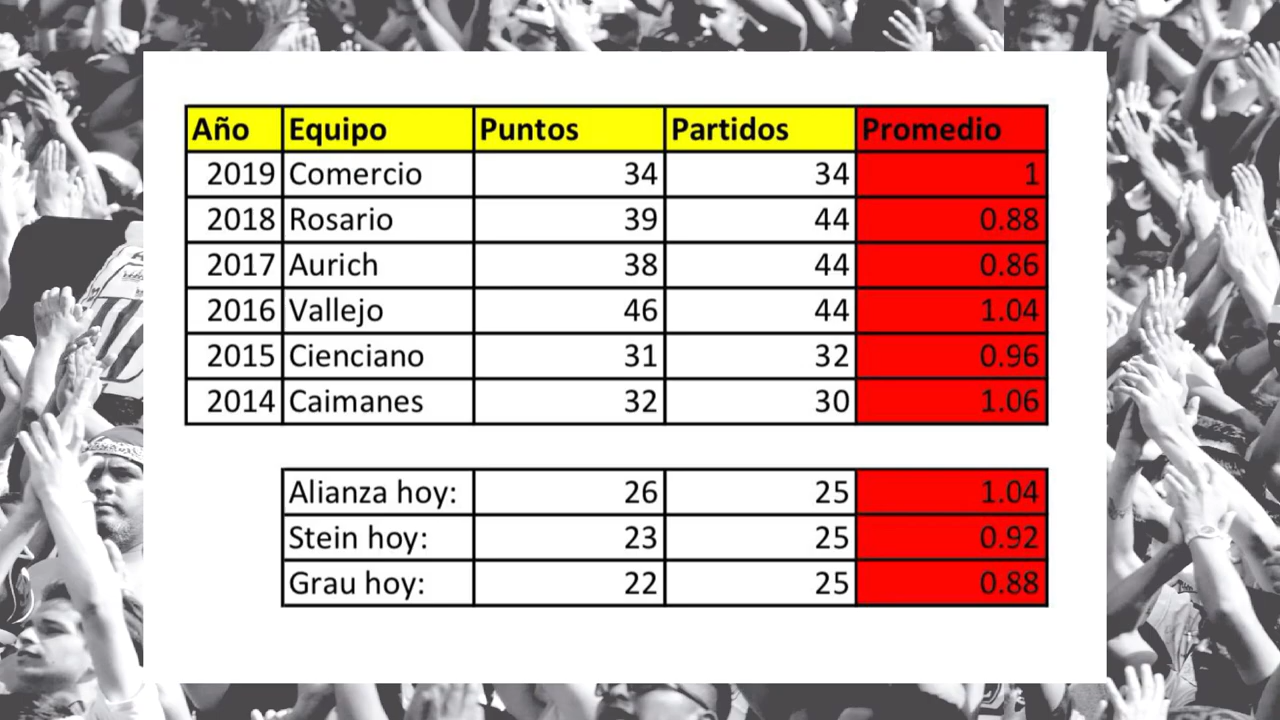 Año Equipo Puntos Partidos Promedio
2019 Comercio 34 34 1
2018 Rosario 39 44 0.88
2017 Aurich 38 44 0.86
2016 Vallejo 46 44 1.04
2015 Cienciano 31 32 0.96
2014 Caimanes 32 30 1.06
Alianza hoy: 26 25 1.04
Stein hoy: 23 25 0.92
Grau hoy: 22 25 0.88